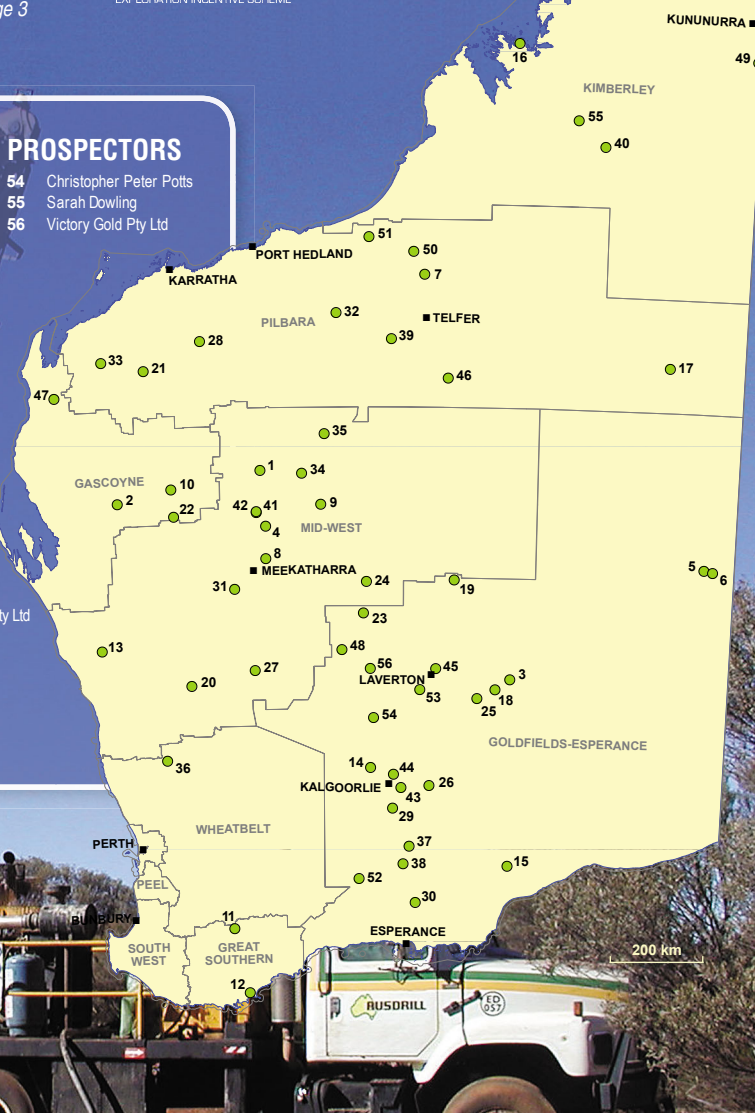 ge 3
EXPLORATION INCENTIVE SCHEME
KUNUNURRA
16
49
KIMBERLEY
55
40
PROSPECTORS
54 Christopher Peter Potts
55 Sarah Dowling
56 Victory Gold Pty Ltd
51
50
PORT HEDLAND
7
KARRATHA
32
PILBARA
TELFER
28
39
33
21
46
17
47
35
1
34
GASCOYNE
10
2
22
42
41
9
4
MID-WEST
8
MEEKATHARRA
31
24
19
5
6
ty Ltd
23
13
48
27
56
45
LAVERTON
3
20
53
18
25
54
GOLDFIELDS-ESPERANCE
36
14
44
KALGOORLIE
26
43
29
WHEATBELT
PERTH
37
38
15
PEEL
52
30
BUNBURY
11
ESPERANCE
SOUTH
WEST
GREAT
SOUTHERN
200 km
12
AUSDRILL
ED
057